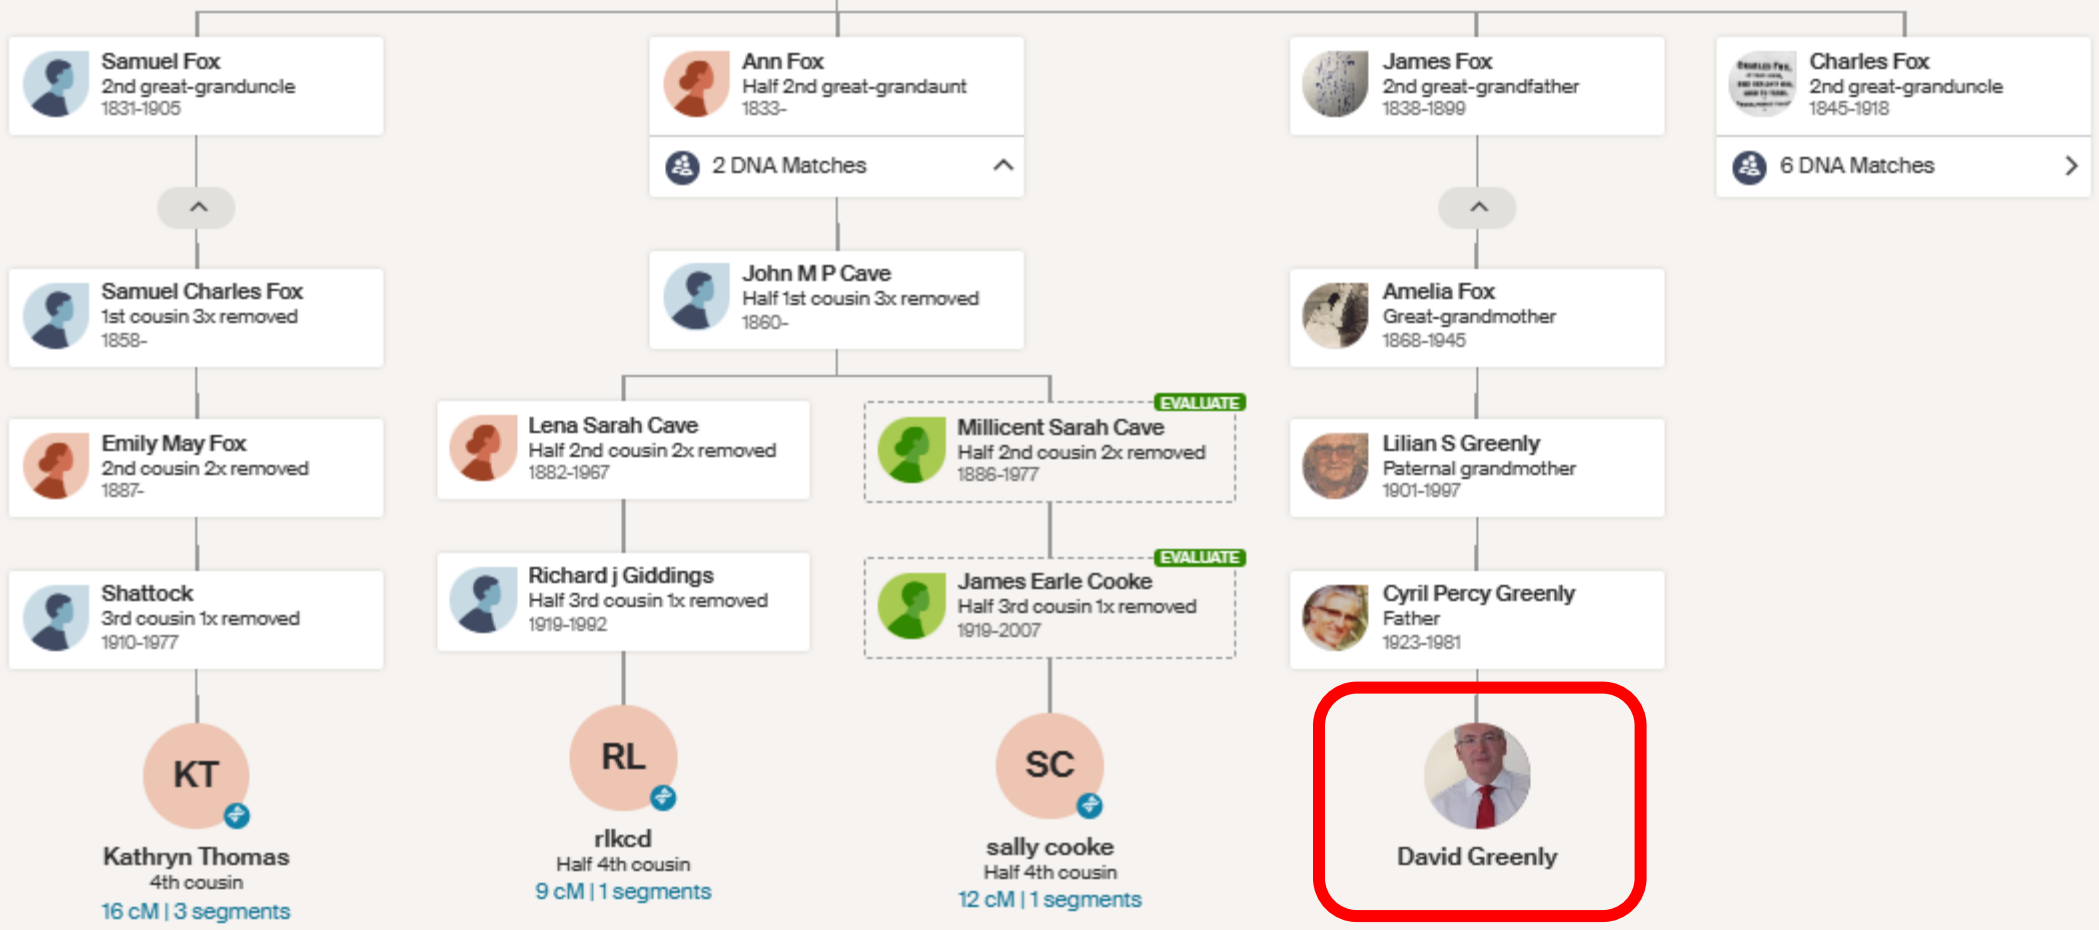 Samuel Fox
2nd great-granduncle
1831-1905
Ann Fox
Half 2nd great-grandaunt
1833-
2 DNA Matches
James Fox
2nd great-grandfather
1838-1899
Charles Fox
2nd great-granduncle
1845-1918
6 DNA Matches
John M P Cave
Half 1st cousin 3x removed
1860-
Samuel Charles Fox
1st cousin 3x removed
1858-
Amelia Fox
Great-grandmother
1868-1945
Emily May Fox
2nd cousin 2x removed
1887-
Lena Sarah Cave
Half 2nd cousin 2x removed
1882-1967
EVALUATE
Millicent Sarah Cave
Half 2nd cousin 2x removed
1886-1977
Lilian S Greenly
Paternal grandmother
1901-1997
Shattock
3rd cousin 1x removed
1910-1977
Richard j Giddings
Half 3rd cousin 1x removed
1919-1992
EVALUATE
James Earle Cooke
Half 3rd cousin 1x removed
1919-2007
Cyril Percy Greenly
Father
1923-1981
KT
Kathryn Thomas
4th cousin
16 cM | 3 segments
RL
rlkcd
Half 4th cousin
9 cM | 1 segments
SC
sally cooke
Half 4th cousin
12 cM | 1 segments
David Greenly